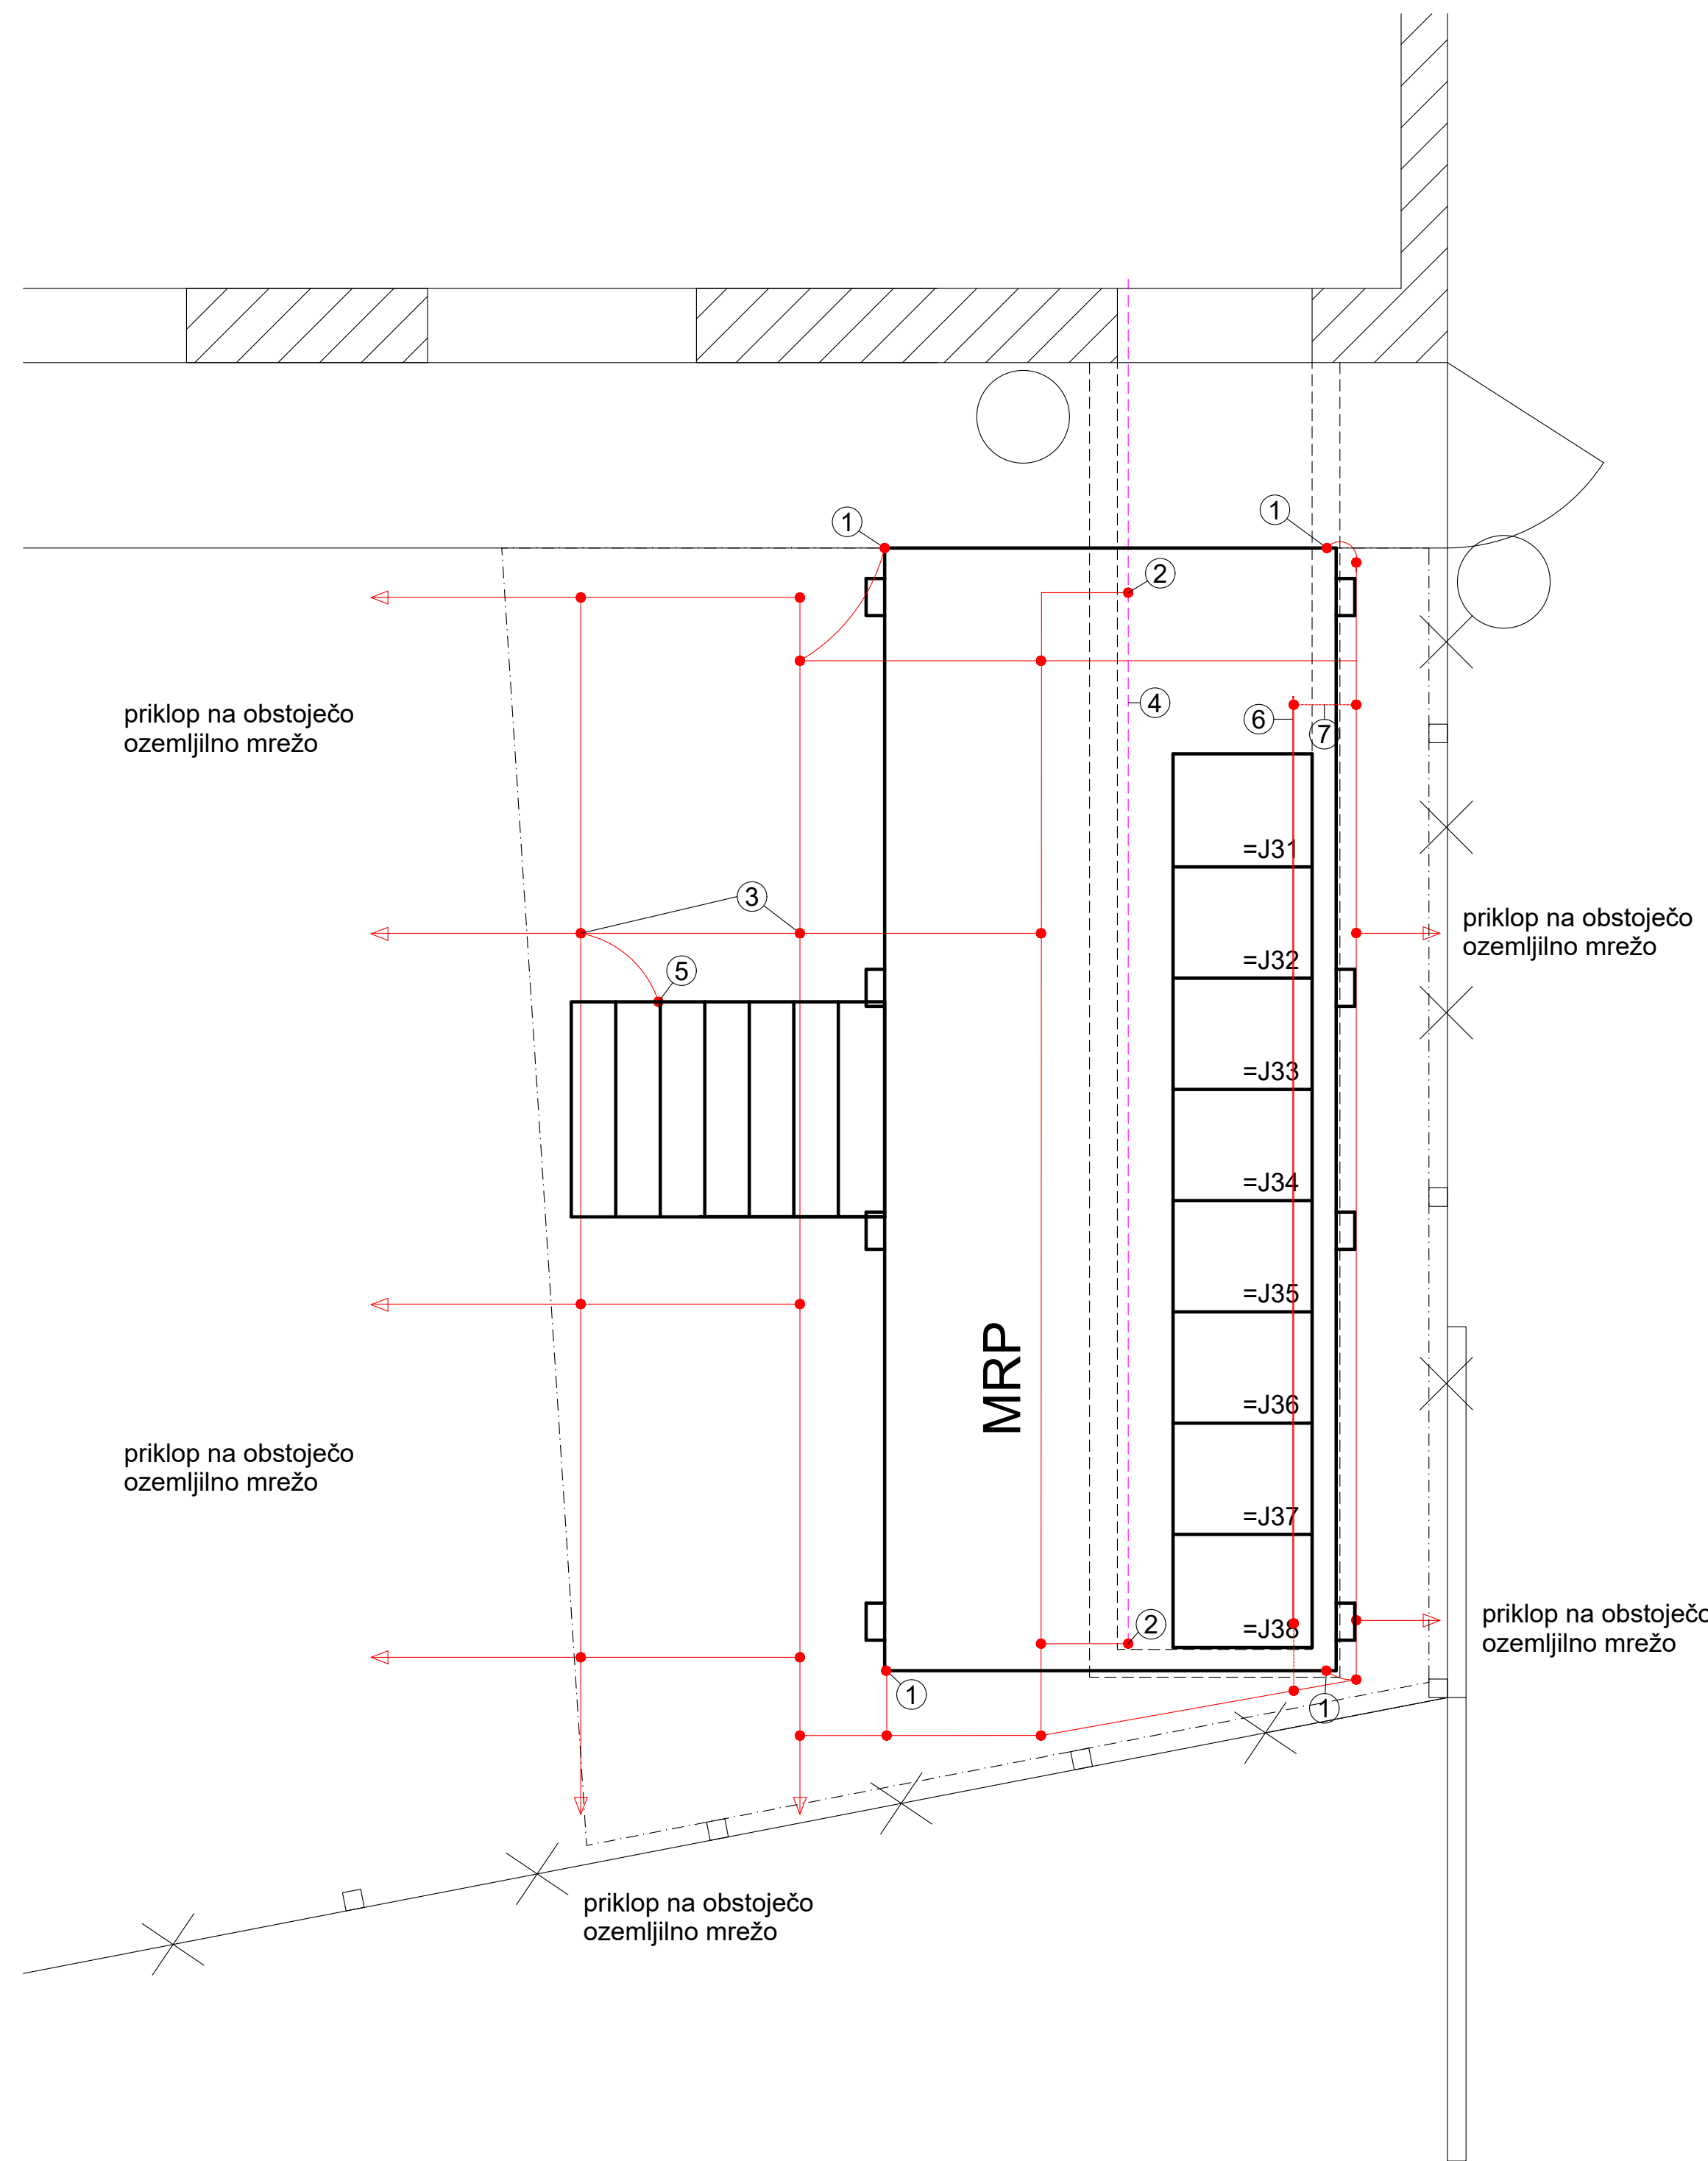 1
1
2
priklop na obstoječo
ozemljilno mrežo
4
6
7
=J31
3
priklop na obstoječo
ozemljilno mrežo
=J32
5
=J33
=J34
=J35
MRP
=J36
priklop na obstoječo
ozemljilno mrežo
=J37
=J38
2
priklop na obstoječo
ozemljilno mrežo
1
1
priklop na obstoječo
ozemljilno mrežo